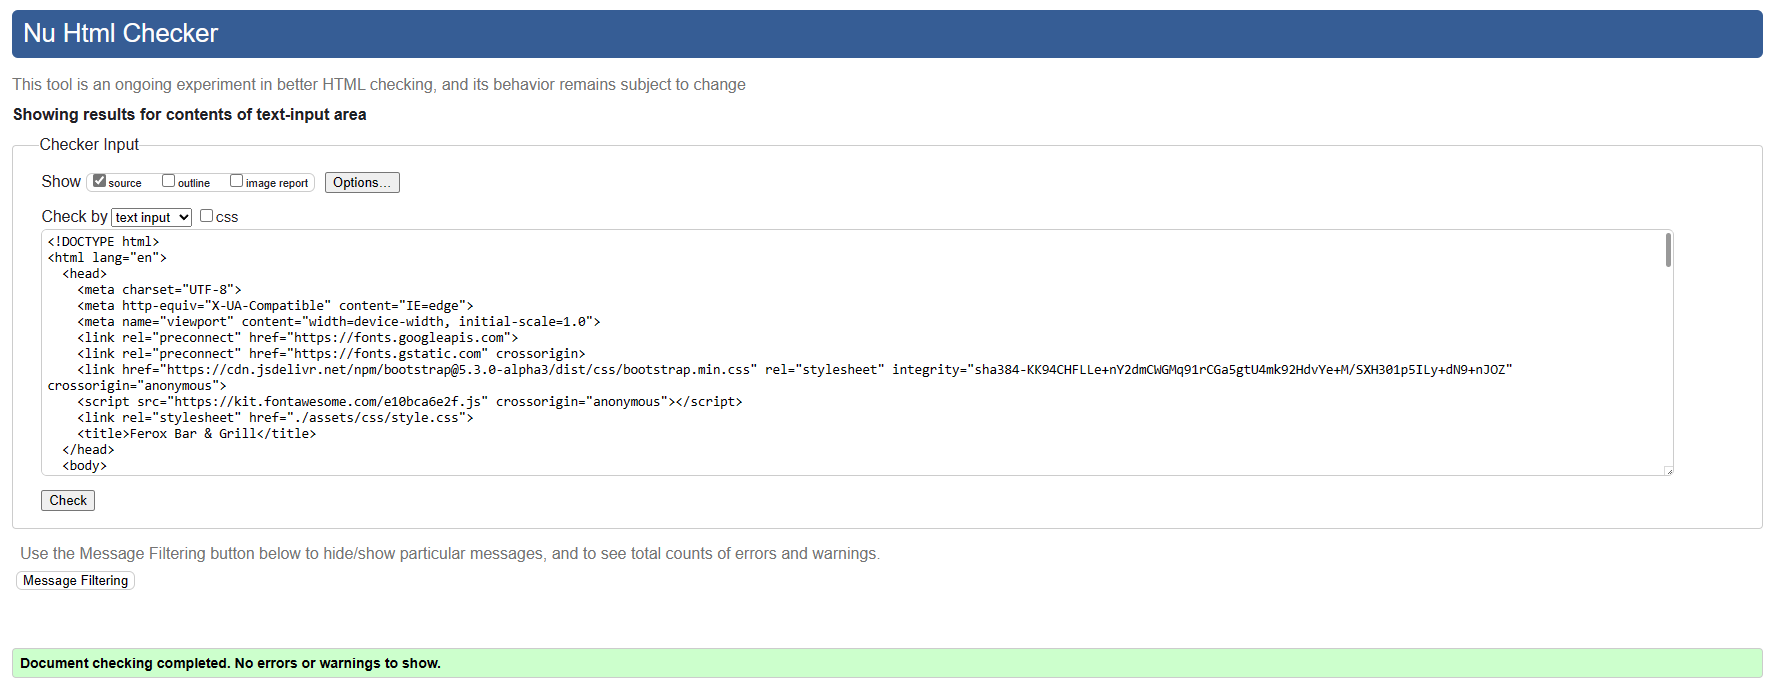 Nu Html Checker
This tool is an ongoing experiment in better HTML checking, and its behavior remains subject to change
Showing results for contents of text-input area
Checker Input
Show source outline image report Options...
Check by text input css
<!DOCTYPE html>
<html lang="en">
  <head>
    <meta charset="UTF-8">
    <meta http-equiv="X-UA-Compatible" content="IE=edge">
    <meta name="viewport" content="width=device-width, initial-scale=1.0">
    <link rel="preconnect" href="https://fonts.googleapis.com">
    <link rel="preconnect" href="https://fonts.gstatic.com" crossorigin>
    <link href="https://cdn.jsdelivr.net/npm/bootstrap@5.3.0-alpha3/dist/css/bootstrap.min.css" rel="stylesheet" integrity="sha384-KK94CHFLLe+nY2dmCWGMq91rCGa5gtU4mk92HdvYe+M/SXH301p5ILy+dN9+nJOZ"
crossorigin="anonymous">
    <script src="https://kit.fontawesome.com/e10bca6e2f.js" crossorigin="anonymous"></script>
    <link rel="stylesheet" href="./assets/css/style.css">
    <title>Ferox Bar & Grill</title>
  </head>
  <body>
Check
Use the Message Filtering button below to hide/show particular messages, and to see total counts of errors and warnings.
Message Filtering
Document checking completed. No errors or warnings to show.